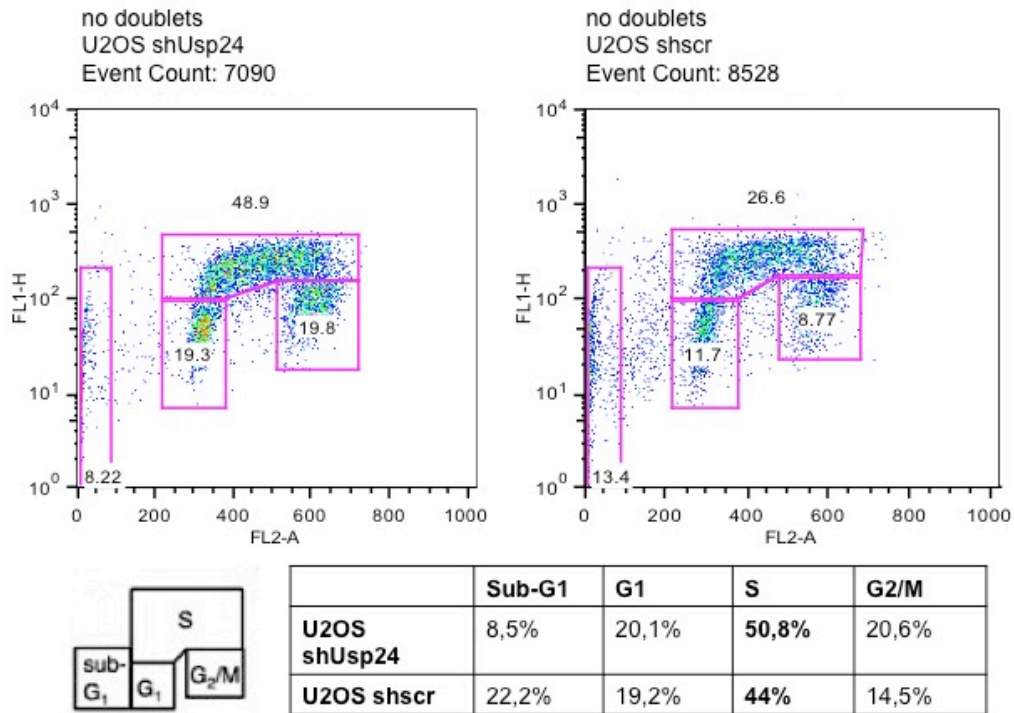 no doublets
U2OS shUsp24
Event Count: 7090
no doublets
U2OS shscr
Event Count: 8528
10⁴
10³
10²
10¹
10⁰
FL1-H
48.9
19.3
19.8
8.22
0 200 400 600 800 1000
FL2-A
10⁴
10³
10²
10¹
10⁰
FL1-H
26.6
11.7
8.77
13.4
0 200 400 600 800 1000
FL2-A
S
sub-
G₁
G₁
G₂/M
Sub-G1 G1 S G2/M
U2OS
shUsp24
8,5% 20,1% 50,8% 20,6%
U2OS shscr 22,2% 19,2% 44% 14,5%